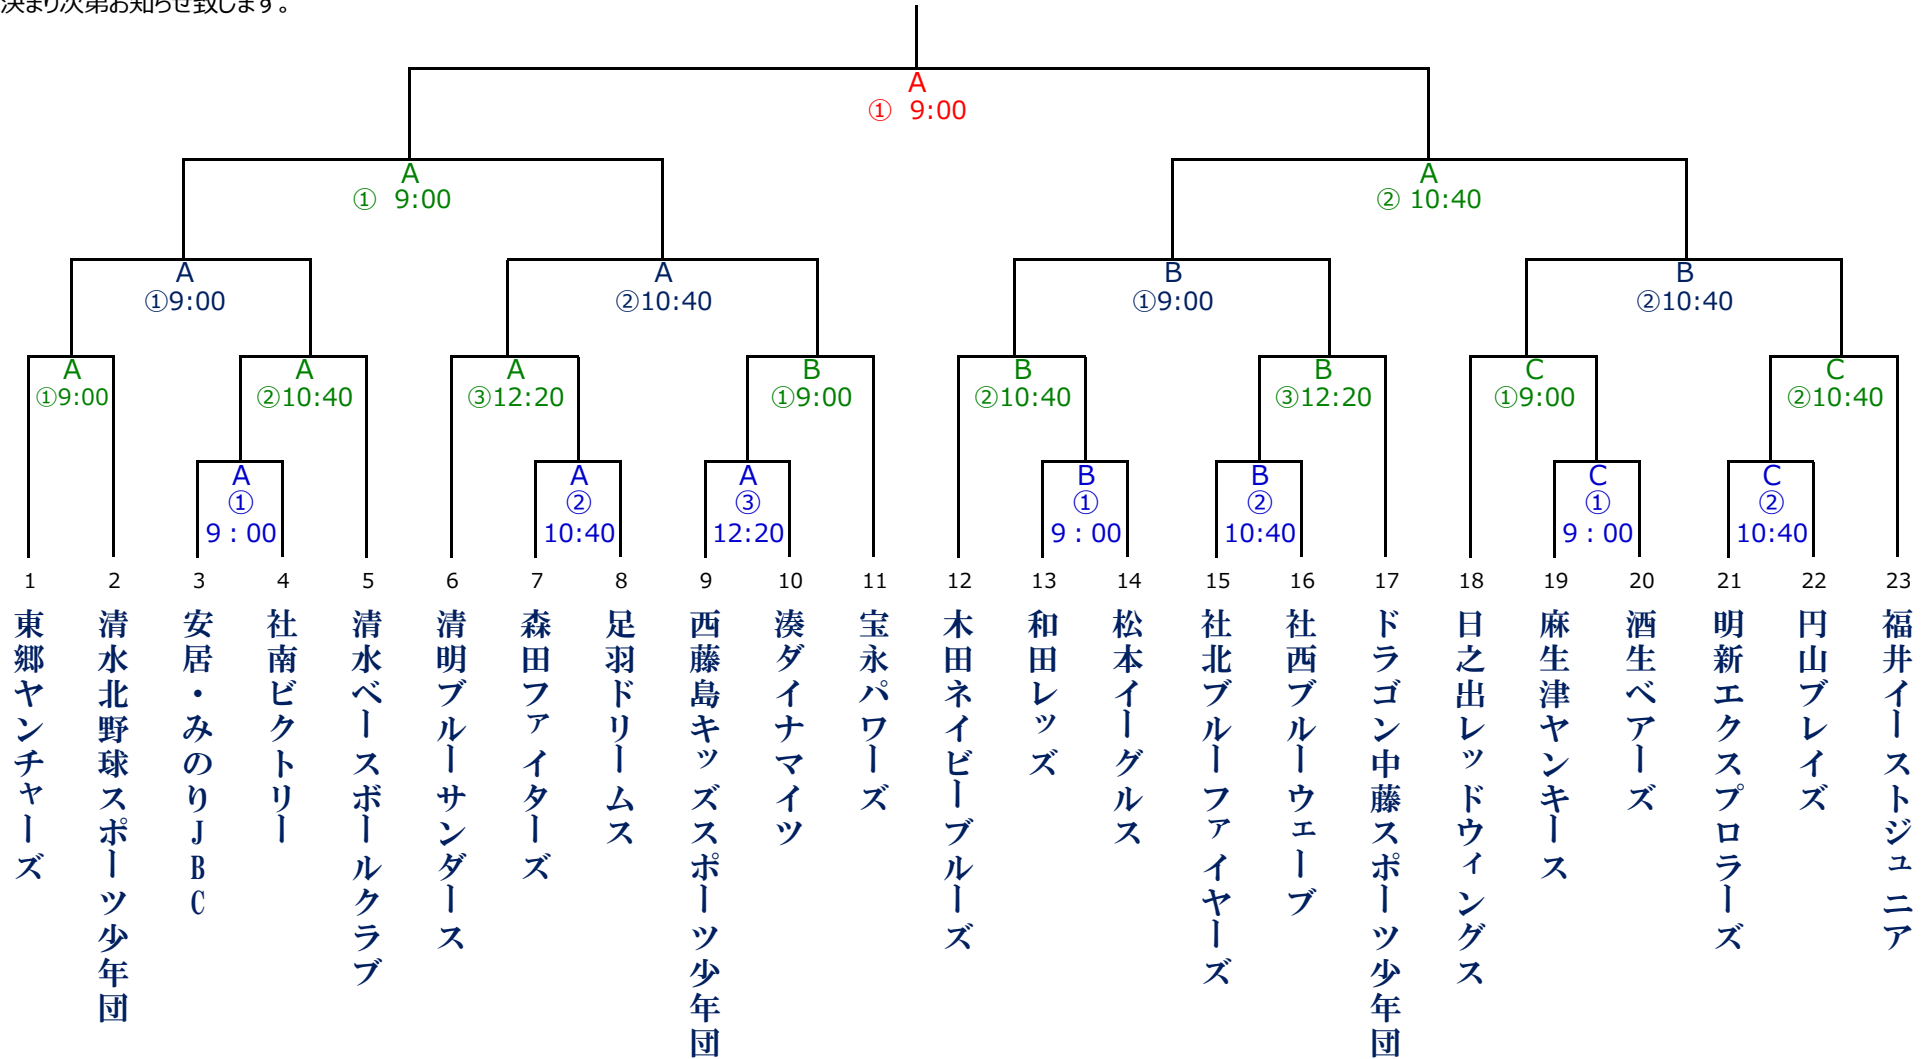 決まり次第お知らせ致します。
A
① 9:00
A
① 9:00
A
② 10:40
A
①9:00
A
②10:40
B
①9:00
B
②10:40
A
①9:00
A
②10:40
A
③12:20
B
①9:00
B
②10:40
B
③12:20
C
①9:00
C
②10:40
A
①
9：00
A
②
10:40
A
③
12:20
B
①
9：00
B
②
10:40
C
①
9：00
C
②
10:40
1
東郷ヤンチャーズ
2
清水北野球スポーツ少年団
3
安居・みのりJBC
4
社南ビクトリー
5
清水ベースボールクラブ
6
清明ブルーサンダース
7
森田ファイターズ
8
足羽ドリームス
9
西藤島キッズスポーツ少年団
10
湊ダイナマイツ
11
宝永パワーズ
12
木田ネイビーブルーズ
13
和田レッズ
14
松本イーグルス
15
社北ブルーファイヤーズ
16
社西ブルーウェーブ
17
ドラゴン中藤スポーツ少年団
18
日之出レッドウィングス
19
麻生津ヤンキース
20
酒生ベアーズ
21
明新エクスプロラーズ
22
円山ブレイズ
23
福井イーストジュニア